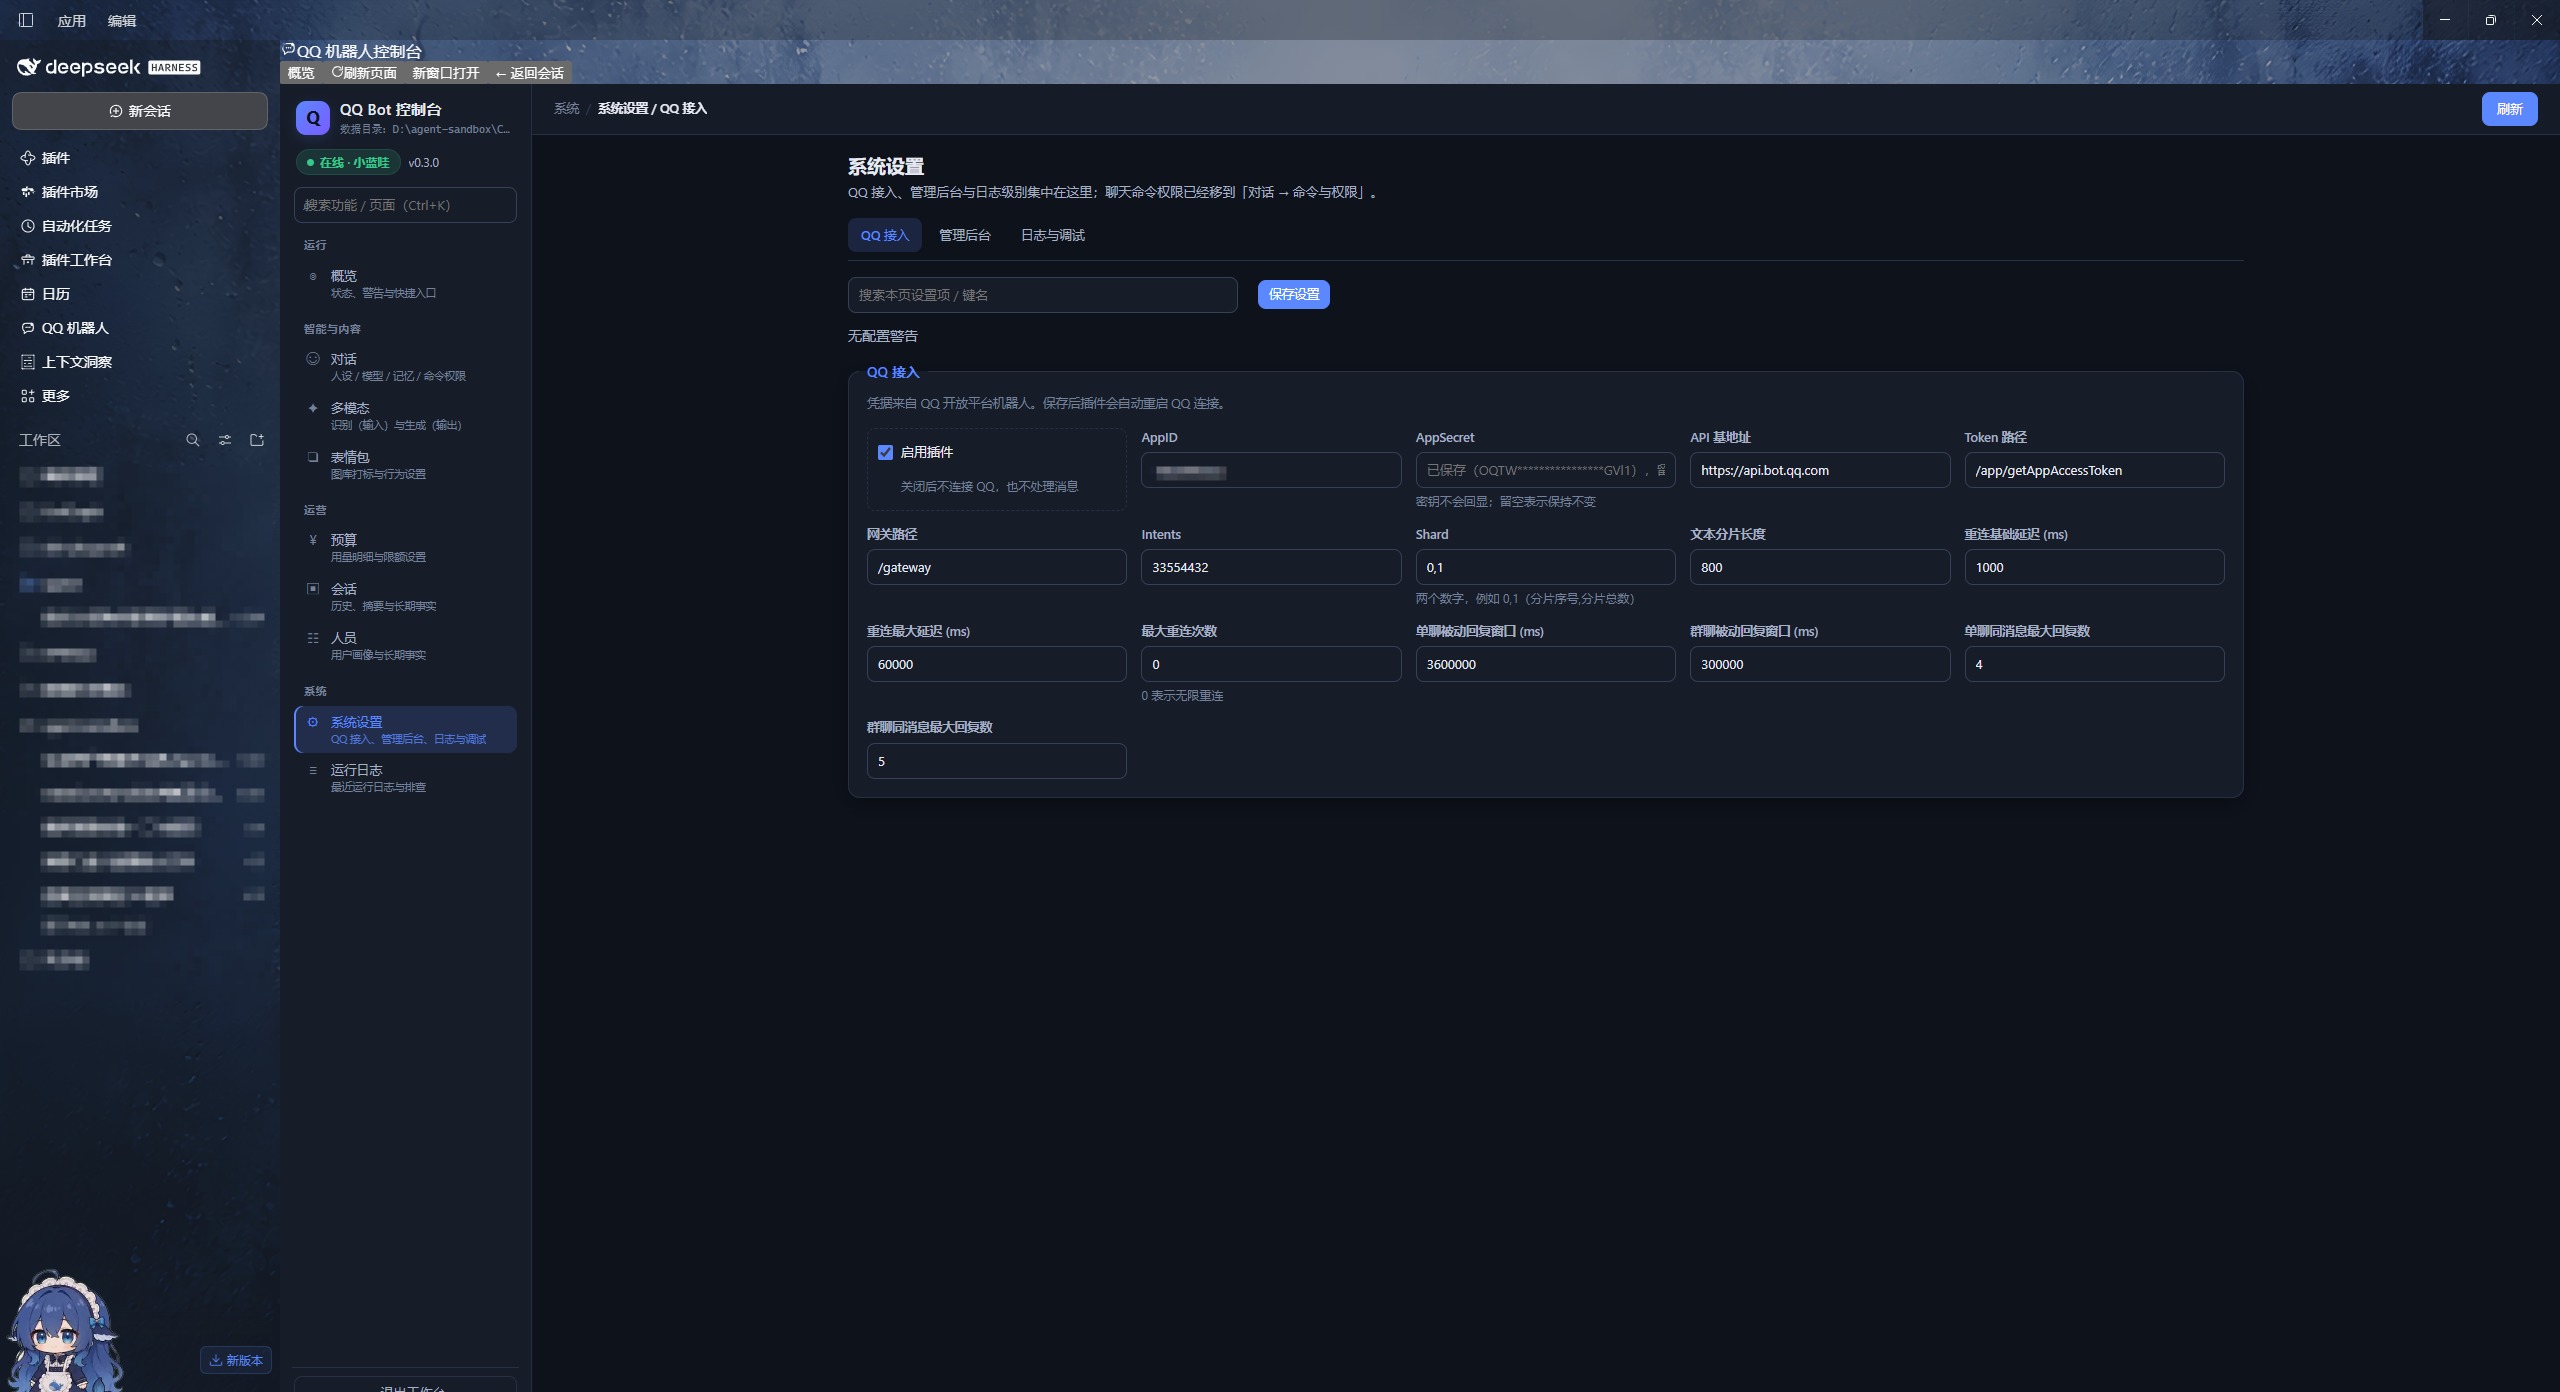 应用 编辑
deepseek HARNESS
新会话
插件
插件市场
自动化任务
插件工作台
日历
QQ 机器人
上下文洞察
更多
工作区
新版本
QQ 机器人控制台
概览 刷新页面 新窗口打开 ← 返回会话
Q
QQ Bot 控制台
数据目录：D:\agent-sandbox\C...
在线 · 小蓝哇 v0.3.0
搜索功能 / 页面（Ctrl+K）
运行
概览
状态、警告与快捷入口
智能与内容
对话
人设 / 模型 / 记忆 / 命令权限
多模态
识别（输入）与生成（输出）
表情包
图库打标与行为设置
运营
¥ 预算
用量明细与限额设置
会话
历史、摘要与长期事实
人员
用户画像与长期事实
系统
系统设置
QQ 接入、管理后台、日志与调试
运行日志
最近运行日志与排查
系统 / 系统设置 / QQ 接入
刷新
系统设置
QQ 接入、管理后台与日志级别集中在这里；聊天命令权限已经移到「对话 → 命令与权限」。
QQ 接入 管理后台 日志与调试
搜索本页设置项 / 键名 保存设置
无配置警告
QQ 接入
凭据来自 QQ 开放平台机器人。保存后插件会自动重启 QQ 连接。
启用插件
关闭后不连接 QQ，也不处理消息
AppID
AppSecret
已保存（OQTW****************GVl1），留
密钥不会回显；留空表示保持不变
API 基地址
https://api.bot.qq.com
Token 路径
/app/getAppAccessToken
网关路径
/gateway
Intents
33554432
Shard
0,1
两个数字，例如 0,1（分片序号,分片总数）
文本分片长度
800
重连基础延迟 (ms)
1000
重连最大延迟 (ms)
60000
最大重连次数
0
0 表示无限重连
单聊被动回复窗口 (ms)
3600000
群聊被动回复窗口 (ms)
300000
单聊同消息最大回复数
4
群聊同消息最大回复数
5